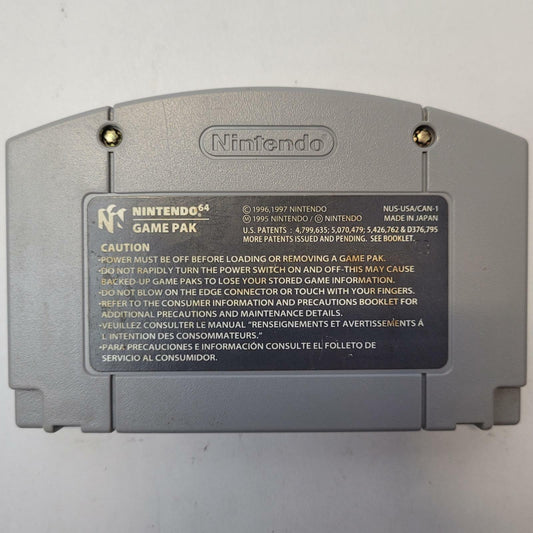 Nintendo
NINTENDO64
GAME PAK
©1996,1997 NINTENDO
Ⓜ1995 NINTENDO / Ⓓ NINTENDO
NUS-USA/CAN-1
MADE IN JAPAN
U.S. PATENTS : 4,799,635; 5,070,479; 5,426,762 & D376,795
MORE PATENTS ISSUED AND PENDING. SEE BOOKLET.
CAUTION
•POWER MUST BE OFF BEFORE LOADING OR REMOVING A GAME PAK.
•DO NOT RAPIDLY TURN THE POWER SWITCH ON AND OFF-THIS MAY CAUSE
BACKED-UP GAME PAKS TO LOSE YOUR STORED GAME INFORMATION.
•DO NOT BLOW ON THE EDGE CONNECTOR OR TOUCH WITH YOUR FINGERS.
•REFER TO THE CONSUMER INFORMATION AND PRECAUTIONS BOOKLET FOR
ADDITIONAL PRECAUTIONS AND MAINTENANCE DETAILS.
•VEUILLEZ CONSULTER LE MANUAL "RENSEIGNEMENTS ET AVERTISSEMENTS Á
L'INTENTION DES CONSOMMATEURS."
•PARA PRECAUCIONES E INFORMACIÓN CONSULTE EL FOLLETO DE
SERVICIO AL CONSUMIDOR.